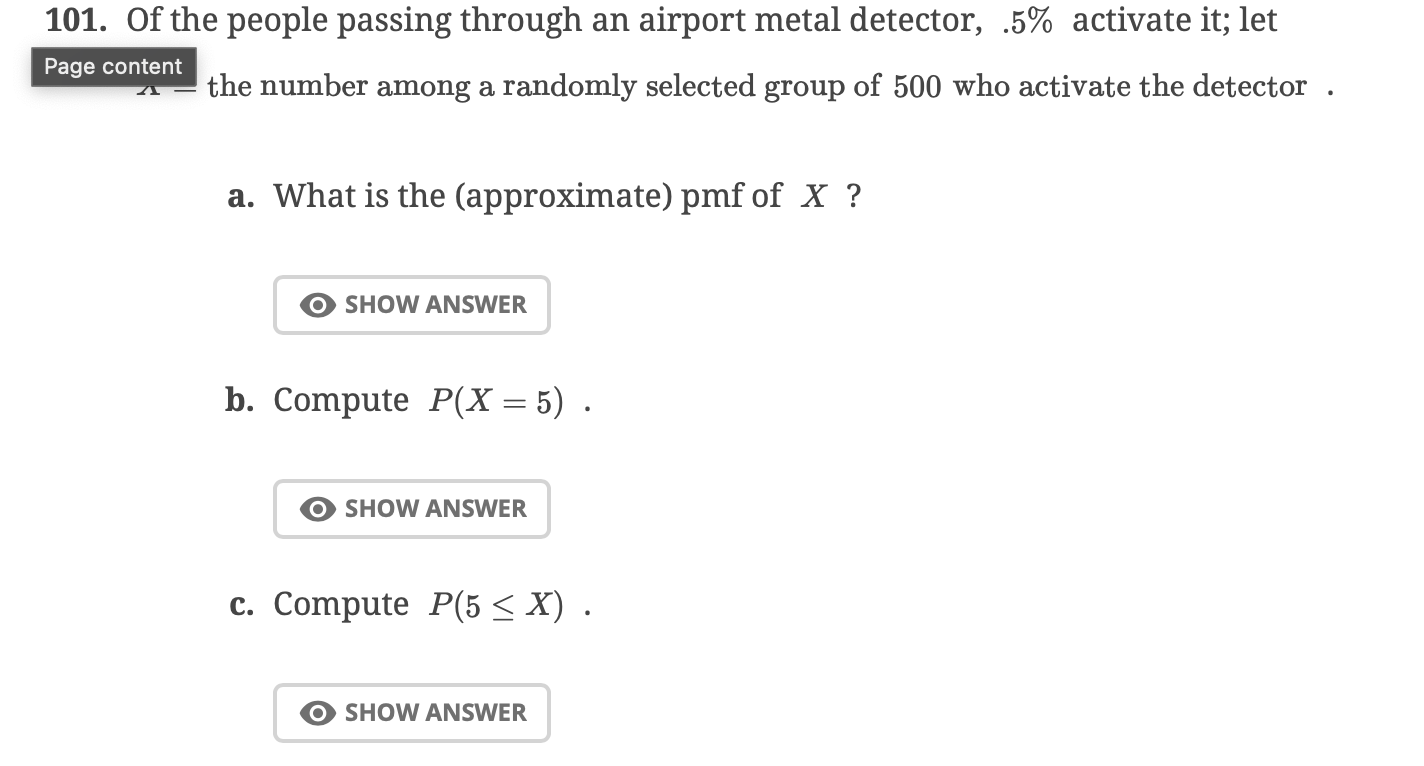 101. Of the people passing through an airport metal detector, .5% activate it; let
Page content
X = the number among a randomly selected group of 500 who activate the detector .
a. What is the (approximate) pmf of X ?
SHOW ANSWER
b. Compute P(X = 5) .
SHOW ANSWER
c. Compute P(5 ≤ X) .
SHOW ANSWER